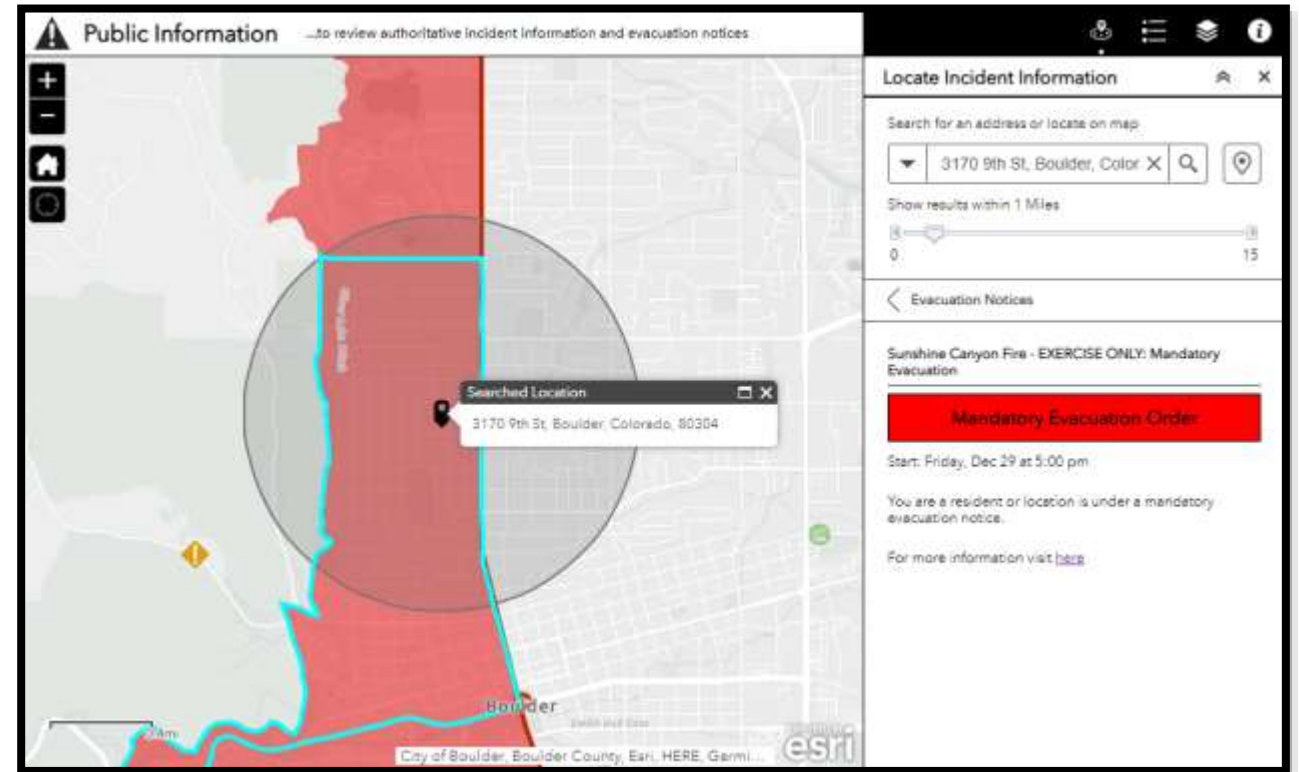 Public Information ...to review authoritative incident information and evacuation notices
Locate Incident Information
Search for an address or locate on map
3170 9th St, Boulder, Color
Show results within 1 Miles
0 15
Evacuation Notices
Sunshine Canyon Fire - EXERCISE ONLY: Mandatory
Evacuation
Mandatory Evacuation Order
Start: Friday, Dec 29 at 5:00 pm
You are a resident or location is under a mandatory
evacuation notice.
For more information visit here
Searched Location
3170 9th St, Boulder, Colorado, 80304
Boulder
City of Boulder, Boulder County, Esri, HERE, Garmi...
esri